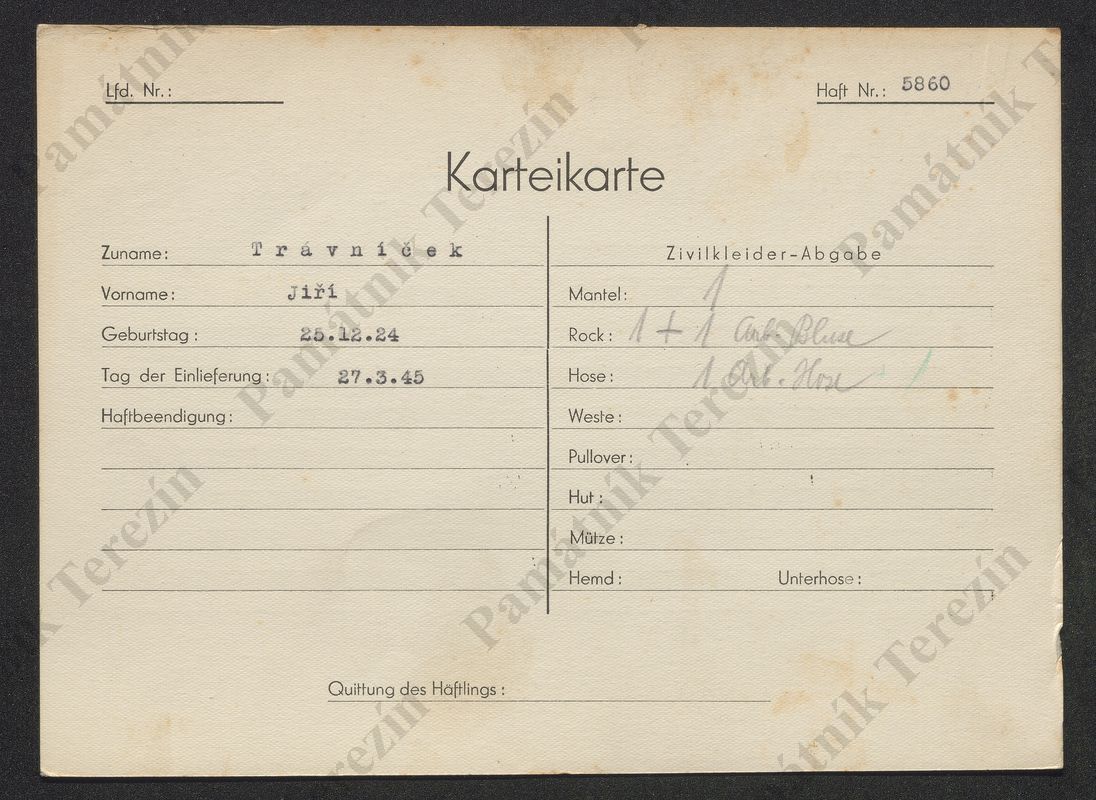 Lfd. Nr.:
Haft Nr.: 5860
Karteikarte
Zuname: Trávníček
Vorname: Jiří
Geburtstag: 25.12.24
Tag der Einlieferung: 27.3.45
Haftbeendigung:
Zivilkleider-Abgabe
Mantel: 1
Rock: 1 + 1 Arb. Bluse
Hose: 1 Arb. Hose + 1
Weste:
Pullover:
Hut:
Mütze:
Hemd: Unterhose:
Quittung des Häftlings:
Památník Terezín